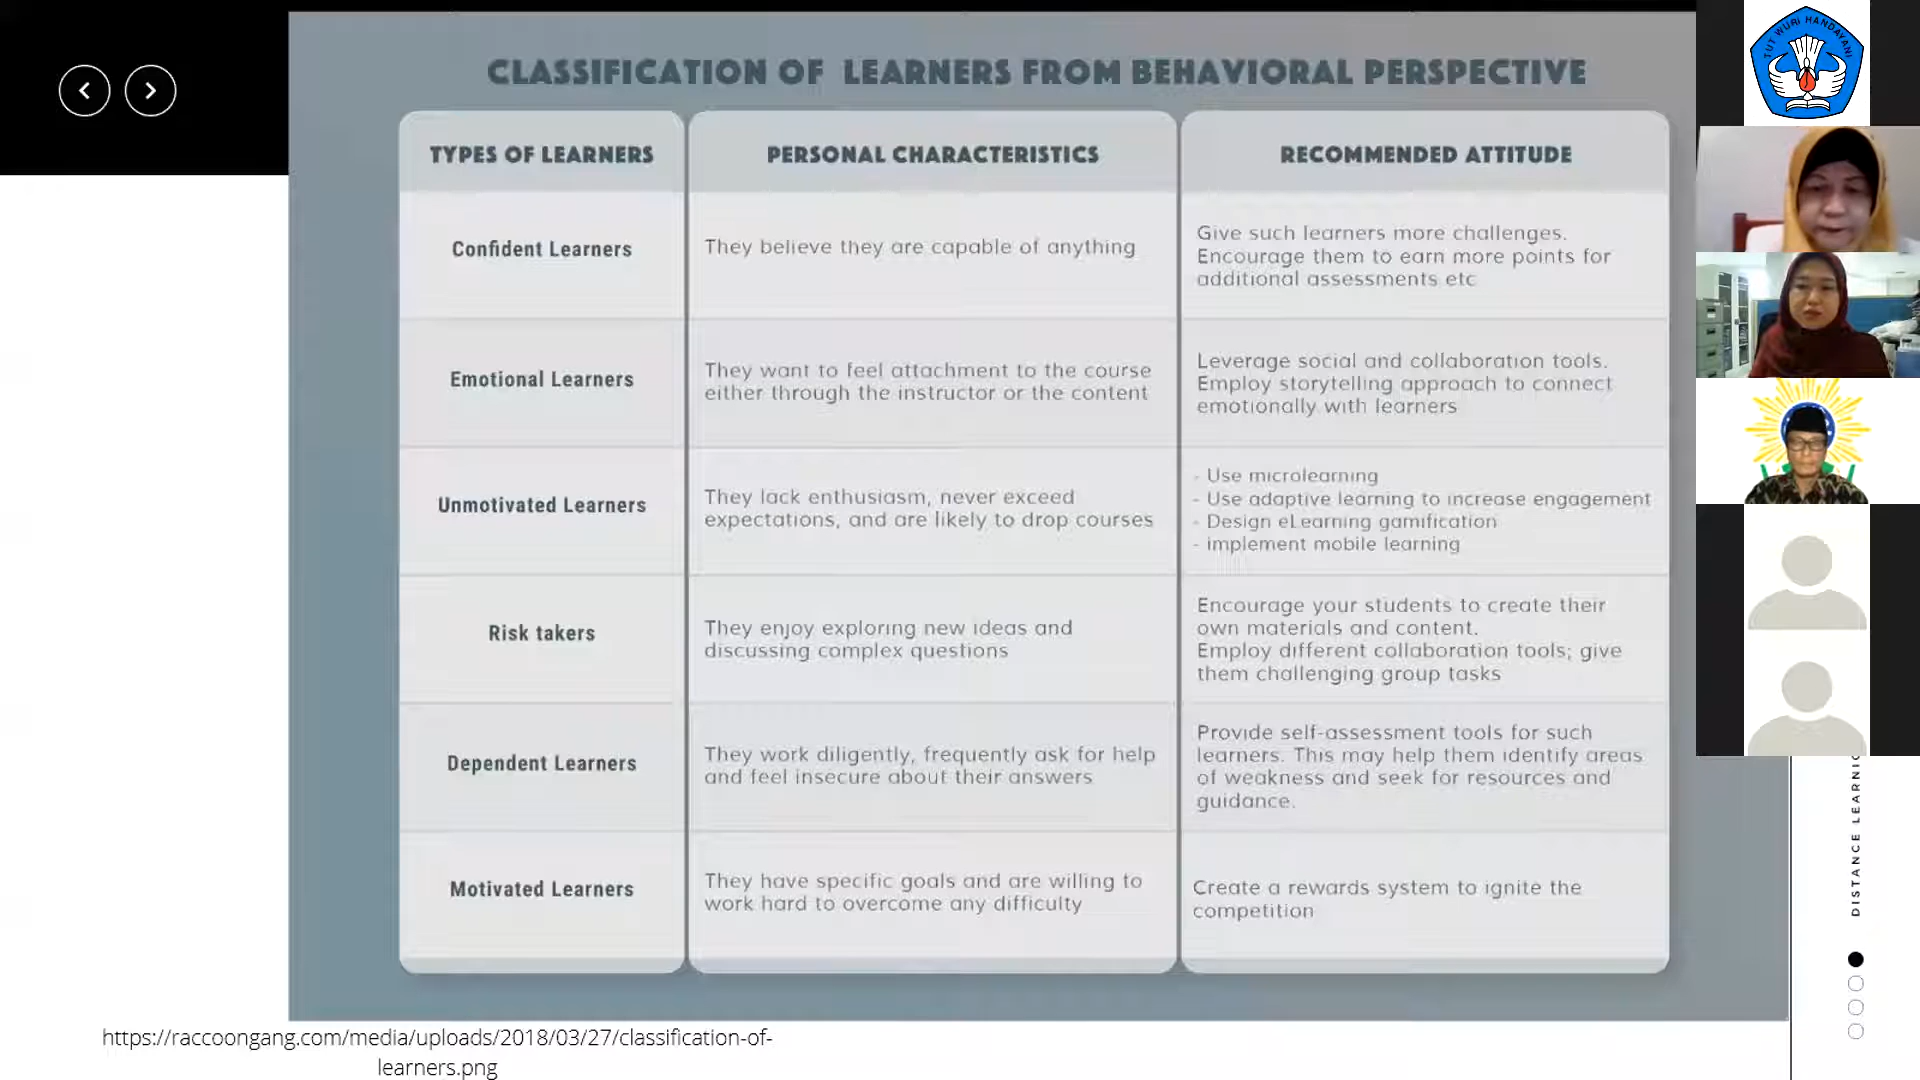 CLASSIFICATION OF LEARNERS FROM BEHAVIORAL PERSPECTIVE
TYPES OF LEARNERS
PERSONAL CHARACTERISTICS
RECOMMENDED ATTITUDE
Confident Learners
They believe they are capable of anything
Give such learners more challenges.
Encourage them to earn more points for
additional assessments etc
Emotional Learners
They want to feel attachment to the course
either through the instructor or the content
Leverage social and collaboration tools.
Employ storytelling approach to connect
emotionally with learners
Unmotivated Learners
They lack enthusiasm, never exceed
expectations, and are likely to drop courses
- Use microlearning
- Use adaptive learning to increase engagement
- Design eLearning gamification
- implement mobile learning
Risk takers
They enjoy exploring new ideas and
discussing complex questions
Encourage your students to create their
own materials and content.
Employ different collaboration tools; give
them challenging group tasks
Dependent Learners
They work diligently, frequently ask for help
and feel insecure about their answers
Provide self-assessment tools for such
learners. This may help them identify areas
of weakness and seek for resources and
guidance.
Motivated Learners
They have specific goals and are willing to
work hard to overcome any difficulty
Create a rewards system to ignite the
competition
https://raccoongang.com/media/uploads/2018/03/27/classification-of-
learners.png
TUT WURI HANDAYANI
DISTANCE LEARNIC